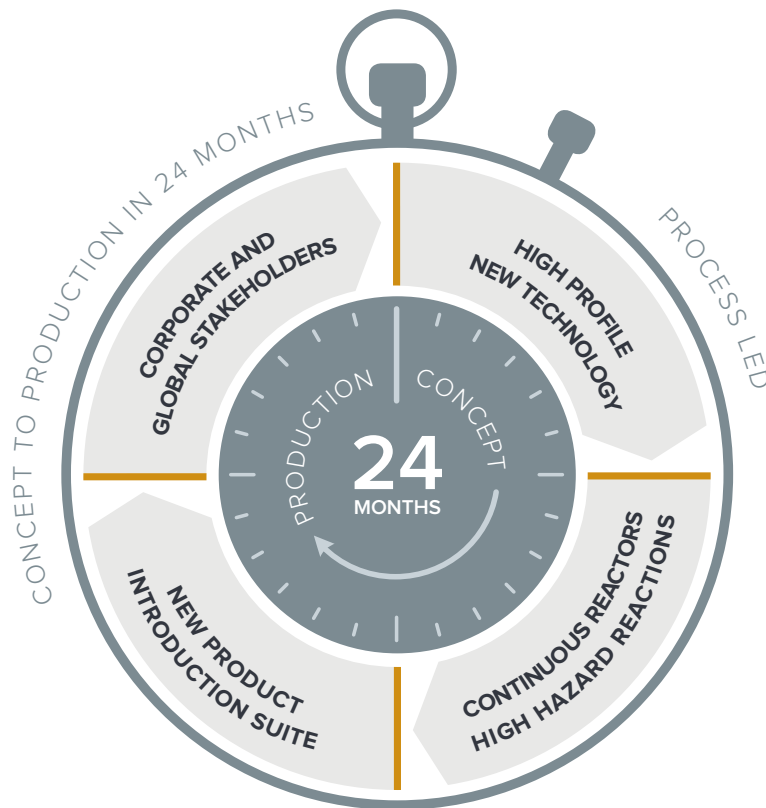 CONCEPT TO PRODUCTION IN 24 MONTHS
PROCESS LED
HIGH PROFILE
NEW TECHNOLOGY
CONTINUOUS REACTORS
HIGH HAZARD REACTIONS
NEW PRODUCT
INTRODUCTION SUITE
CORPORATE AND
GLOBAL STAKEHOLDERS
CONCEPT
PRODUCTION
24
MONTHS